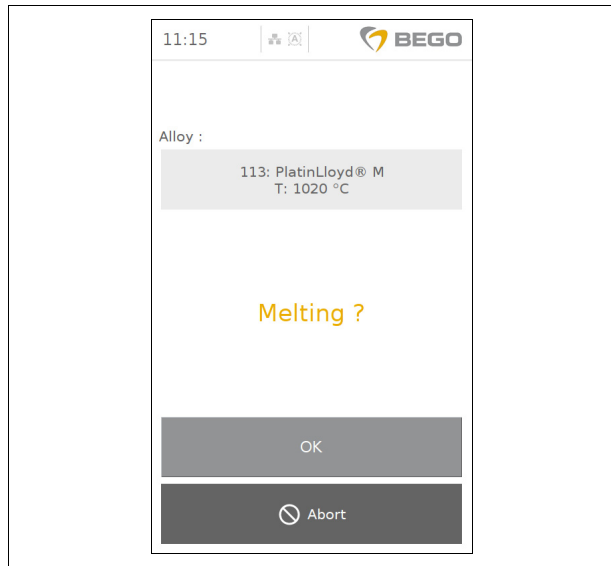 11:15 A BEGO
Alloy :
113: PlatinLloyd® M
T: 1020 °C
Melting ?
OK
Abort